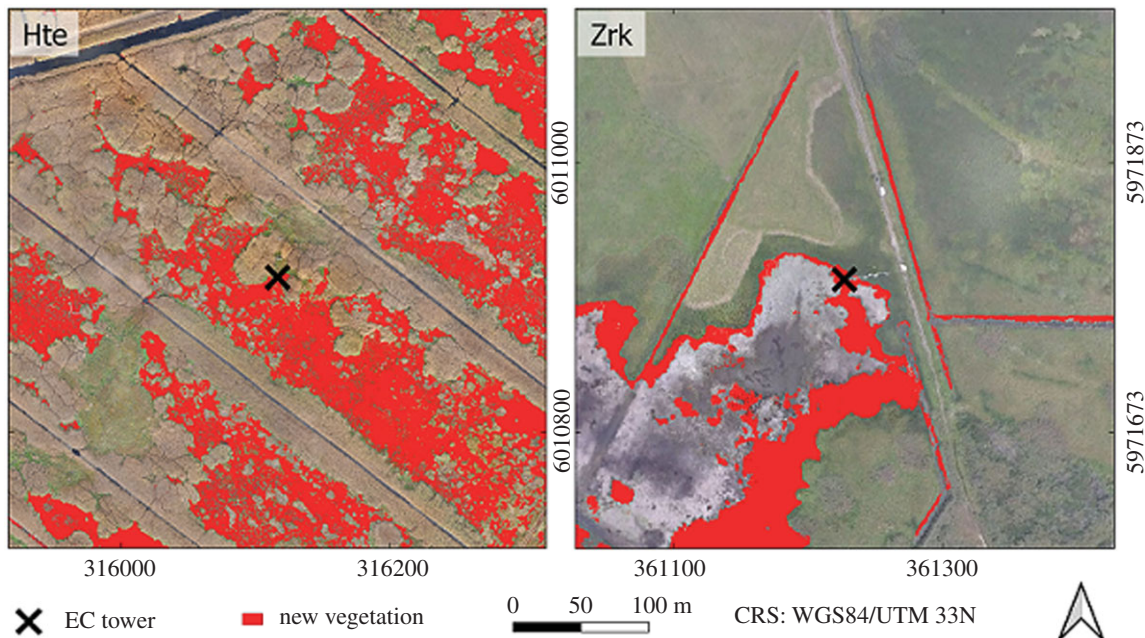 Hte
Zrk
6011000
6010800
5971873
5971673
316000
316200
361100
361300
EC tower
new vegetation
0 50 100 m
CRS: WGS84/UTM 33N